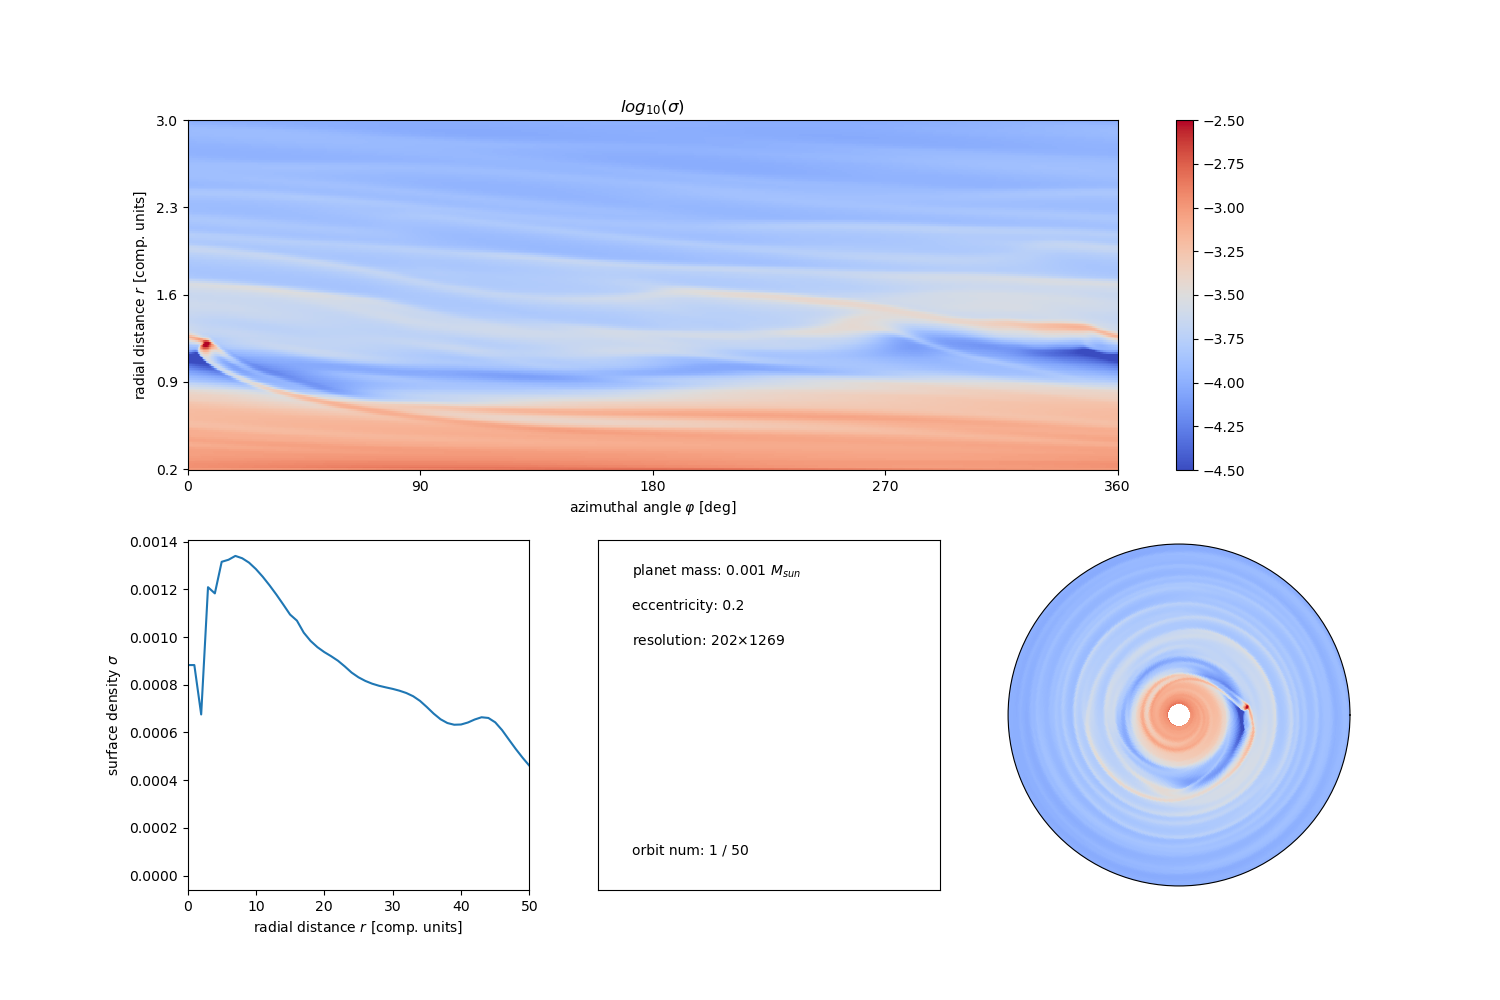 log₁₀(σ)
3.0
2.3
1.6
0.9
0.2
radial distance r [comp. units]
0 90 180 270 360
azimuthal angle φ [deg]
−2.50
−2.75
−3.00
−3.25
−3.50
−3.75
−4.00
−4.25
−4.50
0.0014
0.0012
0.0010
0.0008
0.0006
0.0004
0.0002
0.0000
surface density σ
0 10 20 30 40 50
radial distance r [comp. units]
planet mass: 0.001 Mₛᵤₙ
eccentricity: 0.2
resolution: 202×1269
orbit num: 1 / 50